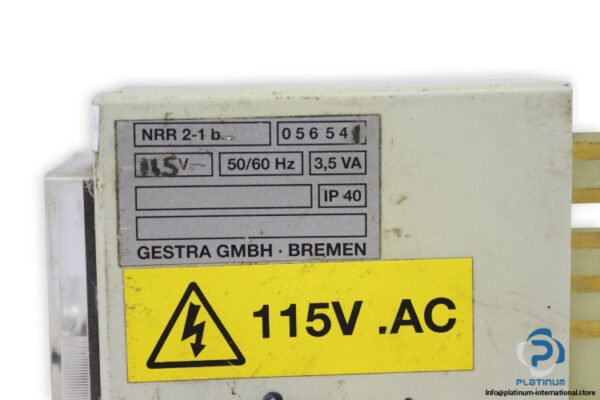 NRR 2-1 b 05654
115V~ 50/60 Hz 3,5 VA
IP 40
GESTRA GMBH · BREMEN
115V .AC
PLATINUM
Info@platinum-international.store